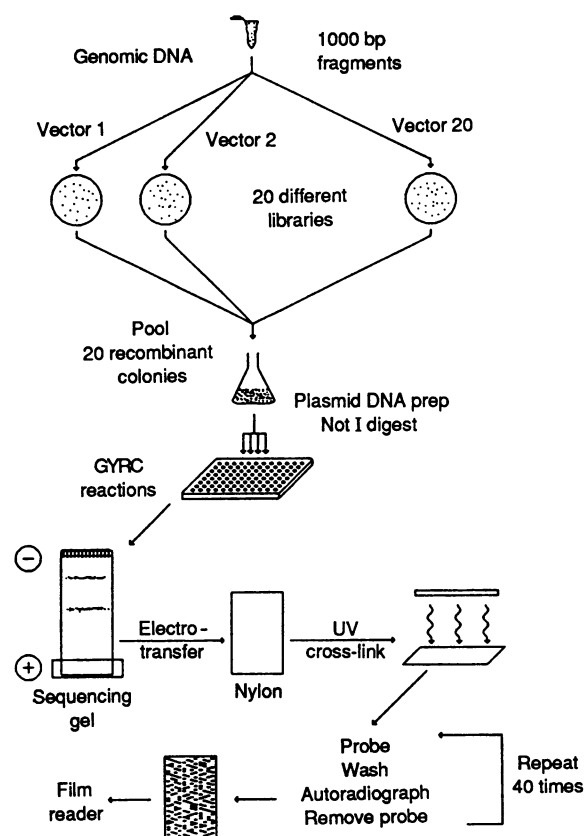 Genomic DNA
1000 bp
fragments
Vector 1
Vector 2
Vector 20
20 different
libraries
Pool
20 recombinant
colonies
Plasmid DNA prep
Not I digest
GYRC
reactions
−
+
Sequencing
gel
Electro-
transfer
Nylon
UV
cross-link
Probe
Wash
Autoradiograph
Remove probe
Repeat
40 times
Film
reader